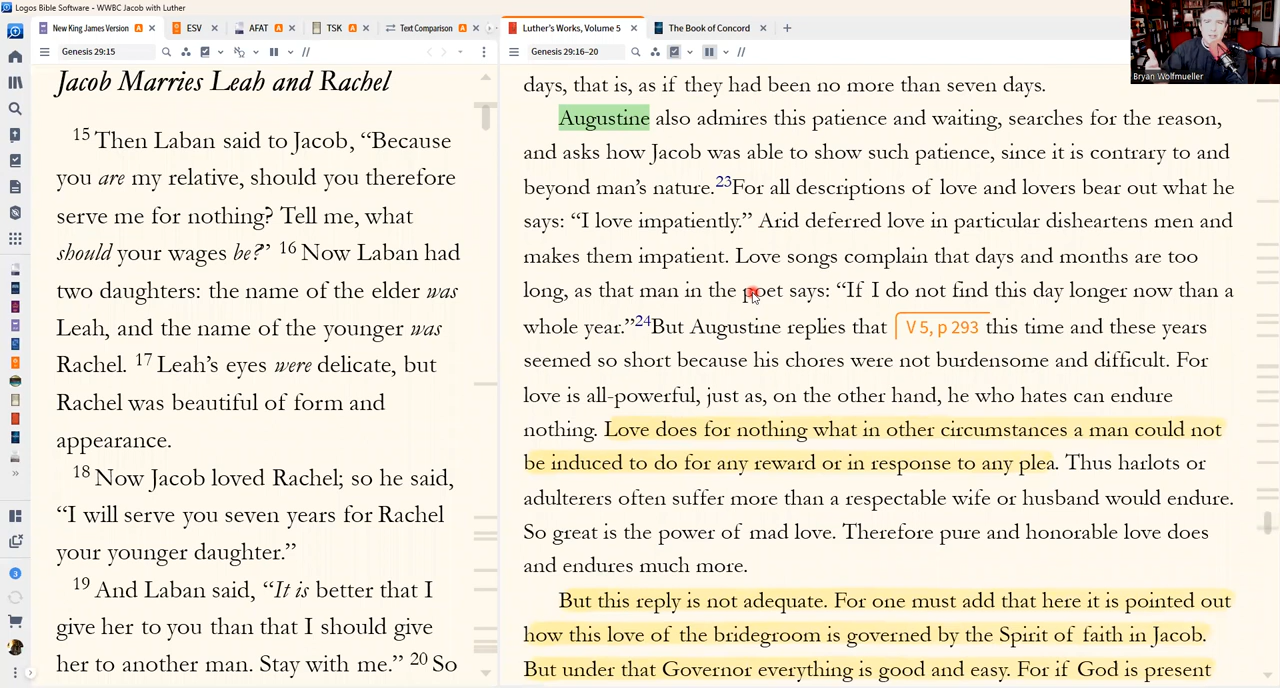 Logos Bible Software - WWBC Jacob with Luther
New King James Version A
ESV
AFAT A
TSK A
Text Comparison A
Luther's Works, Volume 5
The Book of Concord
Genesis 29:15
Genesis 29:16–20
Bryan Wolfmueller
Jacob Marries Leah and Rachel
15 Then Laban said to Jacob, “Because
you are my relative, should you therefore
serve me for nothing? Tell me, what
should your wages be?” 16 Now Laban had
two daughters: the name of the elder was
Leah, and the name of the younger was
Rachel. 17 Leah’s eyes were delicate, but
Rachel was beautiful of form and
appearance.
18 Now Jacob loved Rachel; so he said,
“I will serve you seven years for Rachel
your younger daughter.”
19 And Laban said, “It is better that I
give her to you than that I should give
her to another man. Stay with me.” 20 So
days, that is, as if they had been no more than seven days.
Augustine also admires this patience and waiting, searches for the reason,
and asks how Jacob was able to show such patience, since it is contrary to and
beyond man’s nature.23 For all descriptions of love and lovers bear out what he
says: “I love impatiently.” Arid deferred love in particular disheartens men and
makes them impatient. Love songs complain that days and months are too
long, as that man in the poet says: “If I do not find this day longer now than a
whole year.”24 But Augustine replies that V 5, p 293 this time and these years
seemed so short because his chores were not burdensome and difficult. For
love is all-powerful, just as, on the other hand, he who hates can endure
nothing. Love does for nothing what in other circumstances a man could not
be induced to do for any reward or in response to any plea. Thus harlots or
adulterers often suffer more than a respectable wife or husband would endure.
So great is the power of mad love. Therefore pure and honorable love does
and endures much more.
But this reply is not adequate. For one must add that here it is pointed out
how this love of the bridegroom is governed by the Spirit of faith in Jacob.
But under that Governor everything is good and easy. For if God is present
3